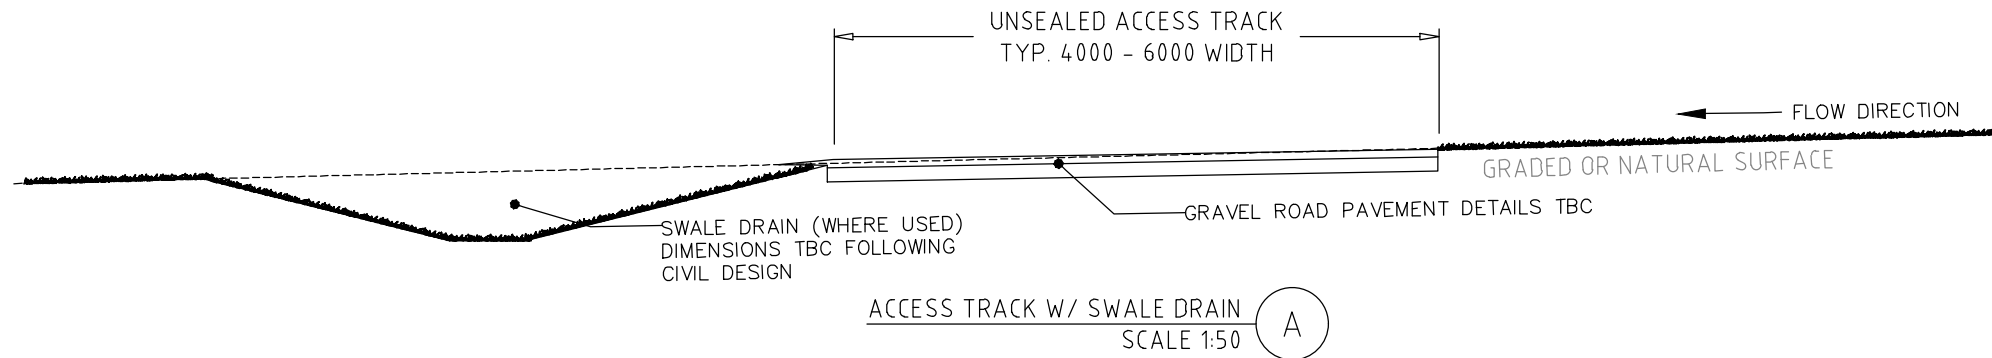 UNSEALED ACCESS TRACK
TYP. 4000 - 6000 WIDTH
FLOW DIRECTION
GRADED OR NATURAL SURFACE
GRAVEL ROAD PAVEMENT DETAILS TBC
SWALE DRAIN (WHERE USED)
DIMENSIONS TBC FOLLOWING
CIVIL DESIGN
ACCESS TRACK W/ SWALE DRAIN
SCALE 1:50
A